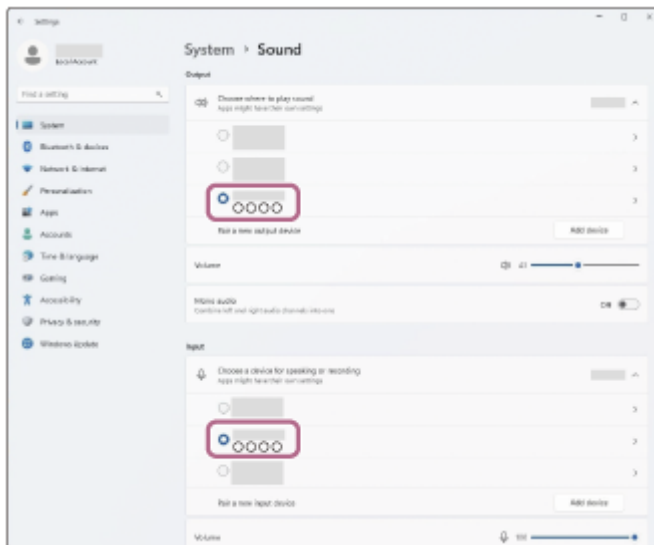 Settings
Local Account
Find a setting
System
Bluetooth & devices
Network & internet
Personalization
Apps
Accounts
Time & language
Gaming
Accessibility
Privacy & security
Windows Update
System › Sound
Output
Choose where to play sound
Apps might have their own settings
Pair a new output device
Add device
Volume
Mono audio
Combine left and right audio channels into one
Off
Input
Choose a device for speaking or recording
Apps might have their own settings
Pair a new input device
Add device
Volume
100